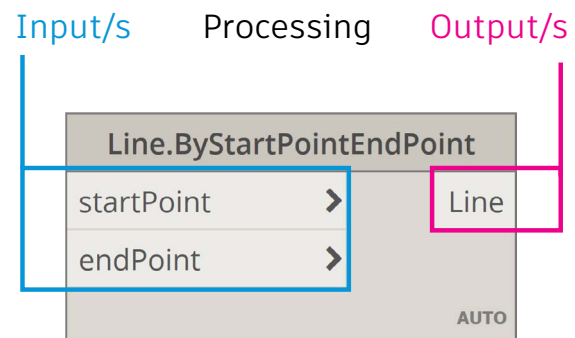 Input/s Processing Output/s
Line.ByStartPointEndPoint
startPoint Line
endPoint
AUTO